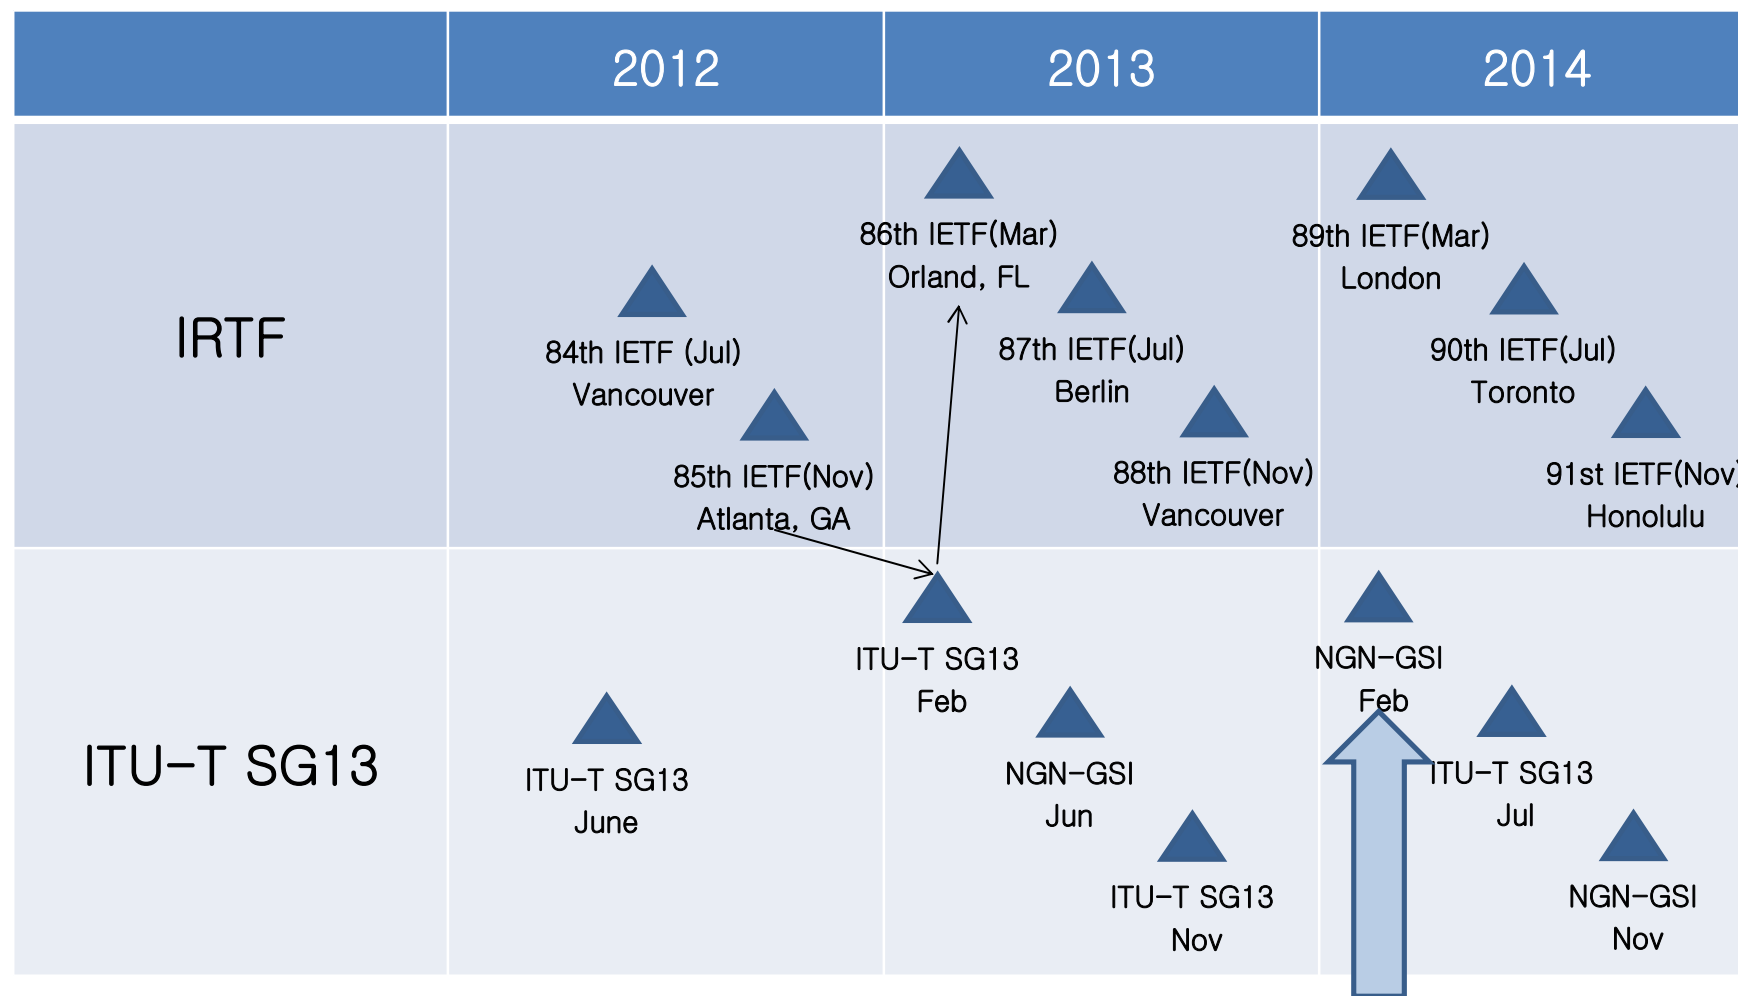 2012
2013
2014
IRTF
84th IETF (Jul)
Vancouver
85th IETF(Nov)
Atlanta, GA
86th IETF(Mar)
Orland, FL
87th IETF(Jul)
Berlin
88th IETF(Nov)
Vancouver
89th IETF(Mar)
London
90th IETF(Jul)
Toronto
91st IETF(Nov)
Honolulu
ITU-T SG13
ITU-T SG13
June
ITU-T SG13
Feb
NGN-GSI
Jun
ITU-T SG13
Nov
NGN-GSI
Feb
ITU-T SG13
Jul
NGN-GSI
Nov